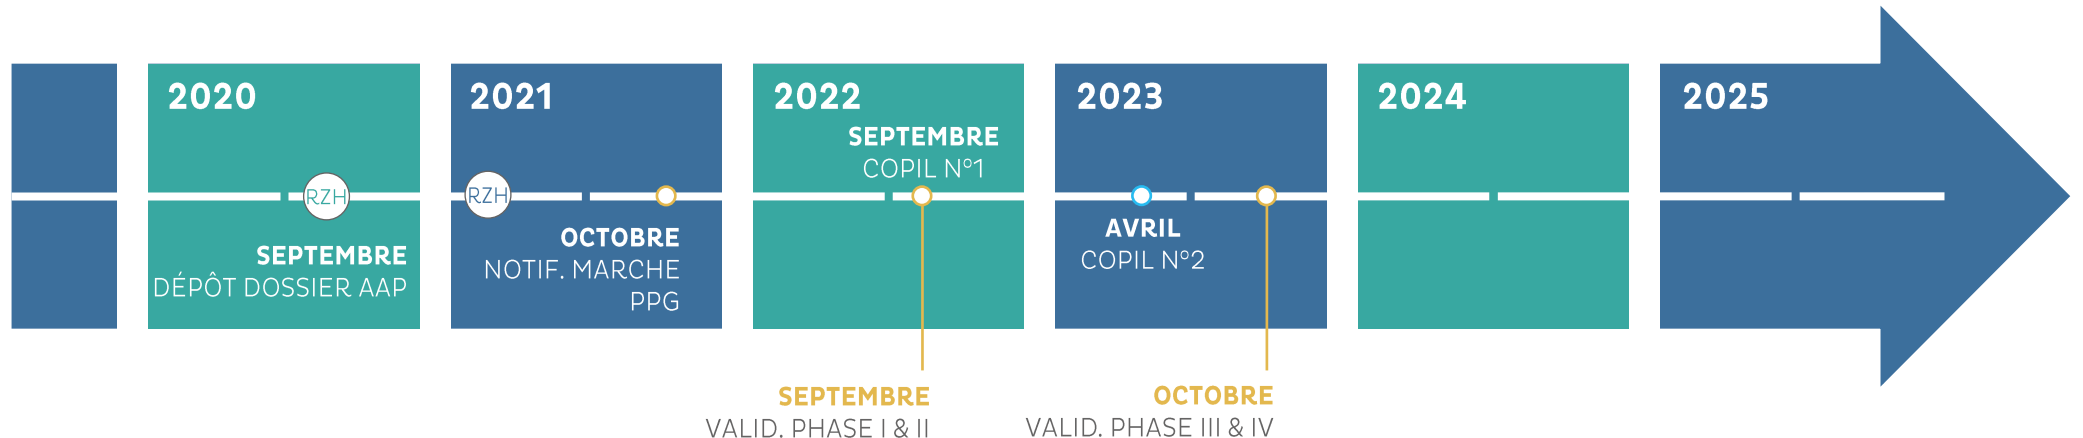 2020
RZH
SEPTEMBRE
DÉPÔT DOSSIER AAP
2021
RZH
OCTOBRE
NOTIF. MARCHE
PPG
2022
SEPTEMBRE
COPIL N°1
SEPTEMBRE
VALID. PHASE I & II
2023
AVRIL
COPIL N°2
OCTOBRE
VALID. PHASE III & IV
2024
2025